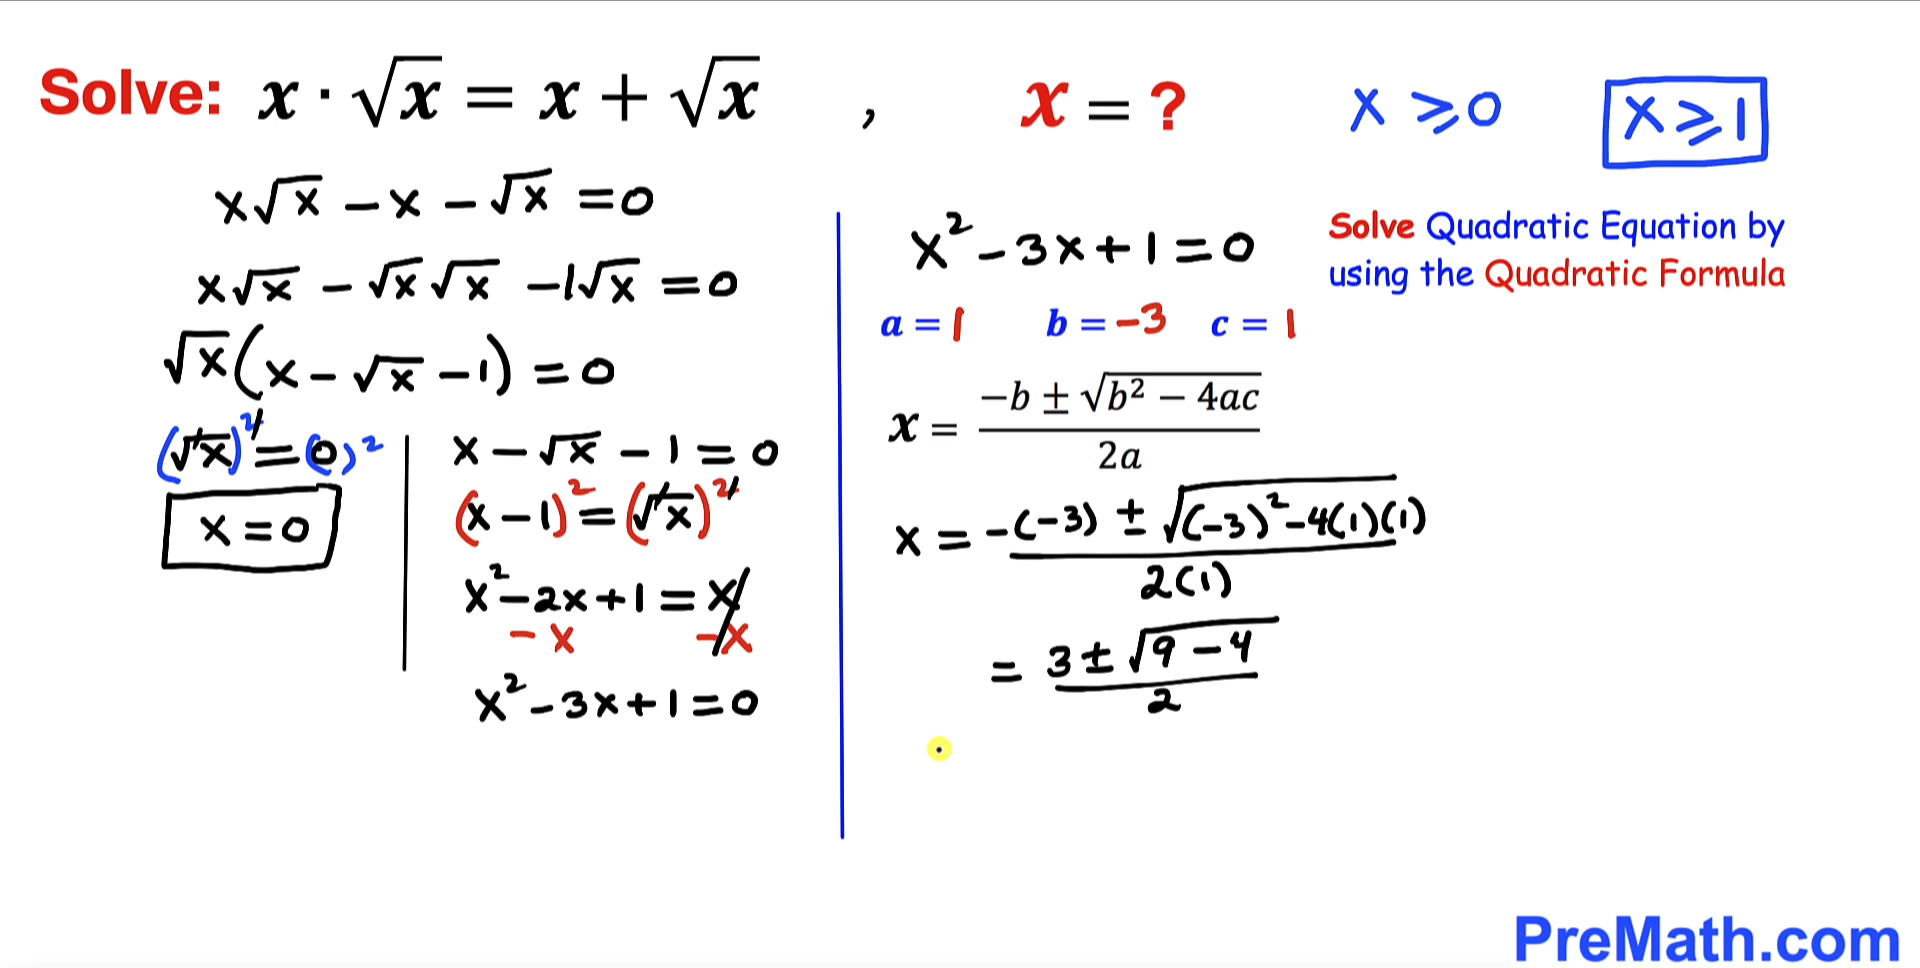 Solve: x · √x = x + √x , x = ? x ⩾ 0 x ⩾ 1
x√x − x − √x = 0
x√x − √x √x − 1√x = 0
√x (x − √x − 1) = 0
(√x)² = (0)²
x = 0
x − √x − 1 = 0
(x − 1)² = (√x)²
x² − 2x + 1 = x
− x − x
x² − 3x + 1 = 0
x² − 3x + 1 = 0
Solve Quadratic Equation by
using the Quadratic Formula
a = 1 b = −3 c = 1
x = (−b ± √(b² − 4ac)) / 2a
x = −(−3) ± √((−3)² − 4(1)(1)) / 2(1)
= 3 ± √(9 − 4) / 2
PreMath.com